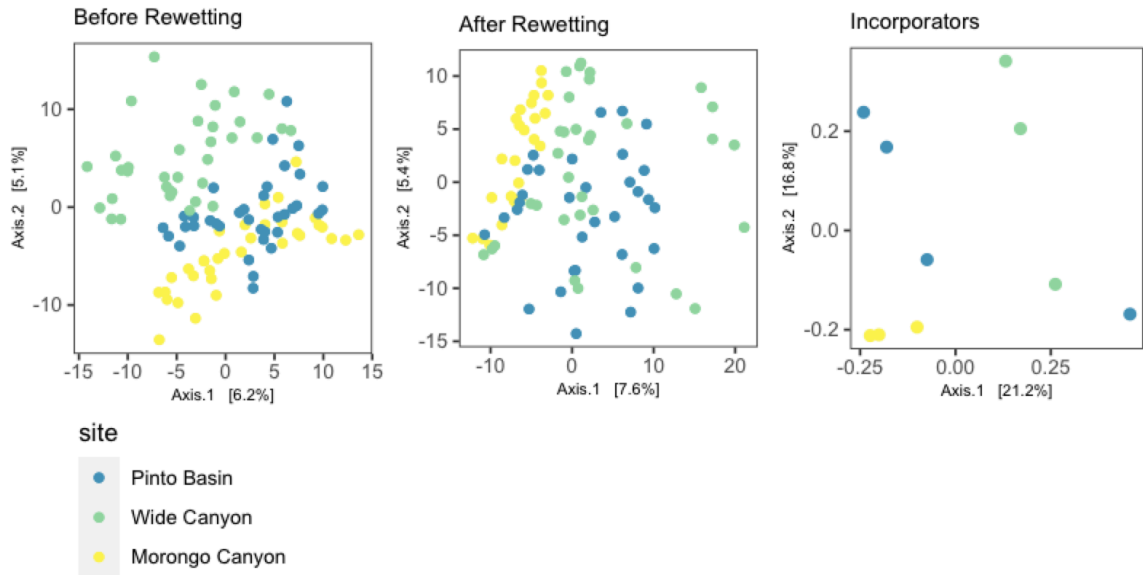 Before Rewetting
10
0
-10
-15
-10
-5
0
5
10
15
Axis.2 [5.1%]
Axis.1 [6.2%]
After Rewetting
10
5
0
-5
-10
-15
-10
0
10
20
Axis.2 [5.4%]
Axis.1 [7.6%]
Incorporators
0.2
0.0
-0.2
-0.25
0.00
0.25
Axis.2 [16.8%]
Axis.1 [21.2%]
site
Pinto Basin
Wide Canyon
Morongo Canyon